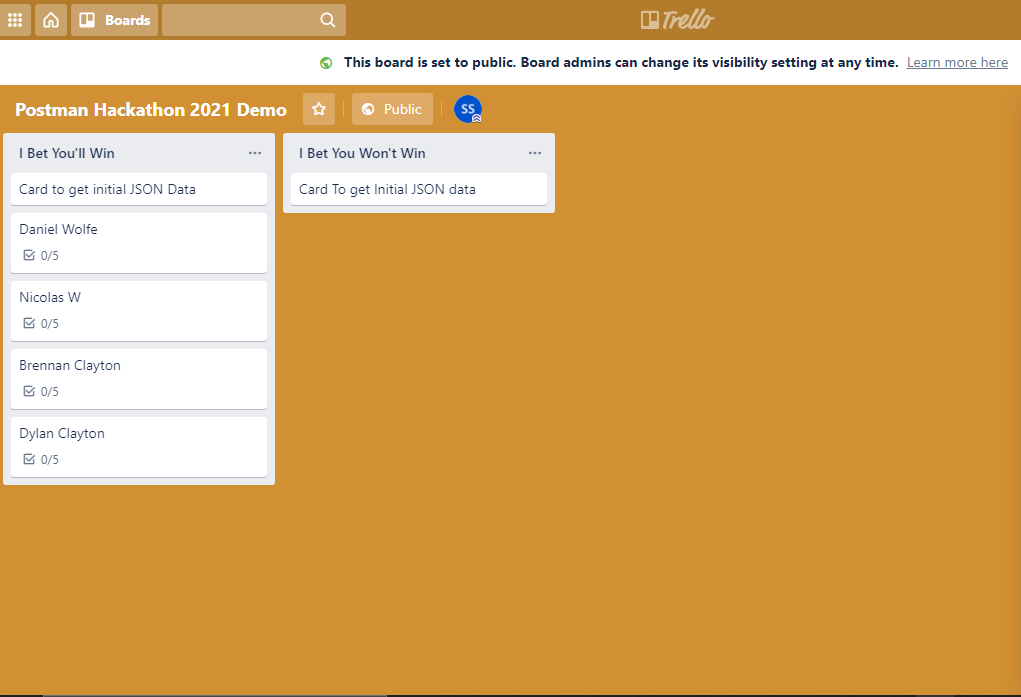 Boards
Trello
This board is set to public. Board admins can change its visibility setting at any time. Learn more here
Postman Hackathon 2021 Demo
Public
SS
I Bet You'll Win
Card to get initial JSON Data
Daniel Wolfe
0/5
Nicolas W
0/5
Brennan Clayton
0/5
Dylan Clayton
0/5
I Bet You Won't Win
Card To get Initial JSON data